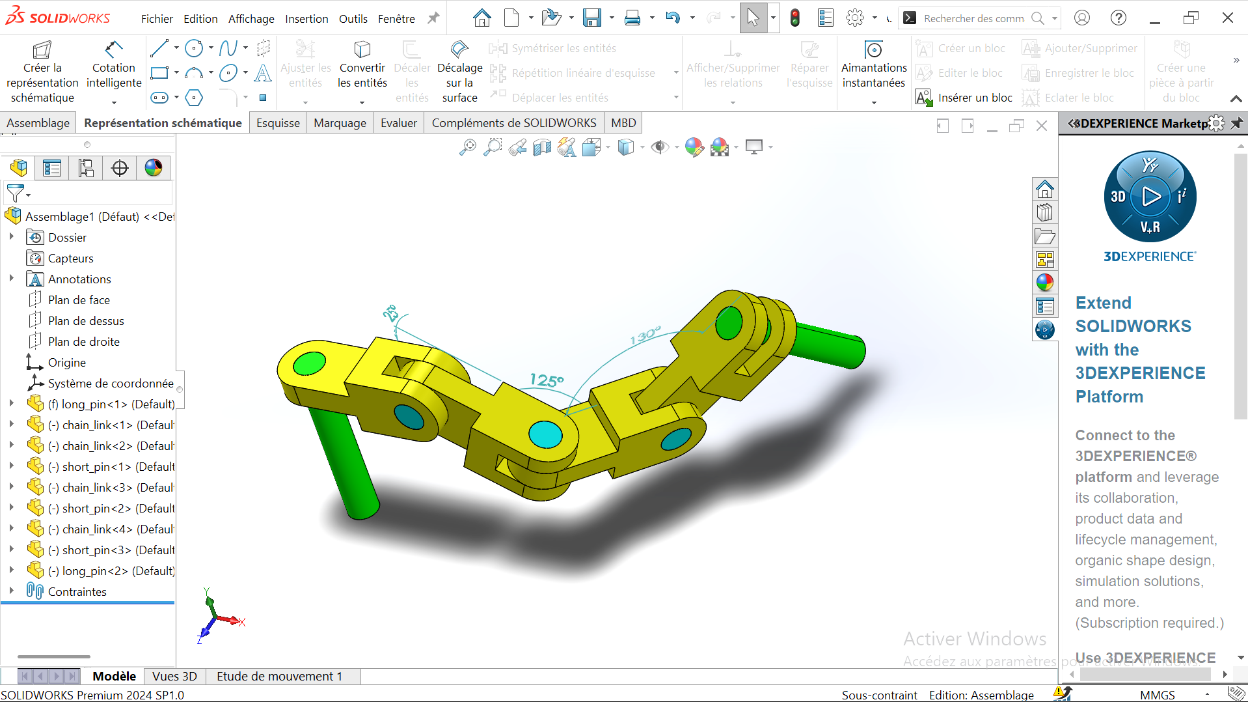 SOLIDWORKS
Fichier Edition Affichage Insertion Outils Fenêtre
Rechercher des comm
Créer la représentation schématique
Cotation intelligente
Ajuster les entités
Convertir les entités
Décaler les entités
Décalage sur la surface
Symétriser les entités
Répétition linéaire d'esquisse
Déplacer les entités
Afficher/Supprimer les relations
Réparer l'esquisse
Aimantations instantanées
Créer un bloc
Editer le bloc
Insérer un bloc
Ajouter/Supprimer
Enregistrer le bloc
Eclater le bloc
Créer une pièce à partir du bloc
Assemblage Représentation schématique Esquisse Marquage Evaluer Compléments de SOLIDWORKS MBD
3DEXPERIENCE Marketp
Assemblage1 (Défaut) <<Def
Dossier
Capteurs
Annotations
Plan de face
Plan de dessus
Plan de droite
Origine
Système de coordonnée
(f) long_pin<1> (Default)
(-) chain_link<1> (Defaul
(-) chain_link<2> (Defaul
(-) short_pin<1> (Default
(-) chain_link<3> (Defaul
(-) short_pin<2> (Default
(-) chain_link<4> (Defaul
(-) short_pin<3> (Default
(-) long_pin<2> (Default)
Contraintes
125°
130°
Y
X
Z
3D
V+R
3DEXPERIENCE
Extend
SOLIDWORKS
with the
3DEXPERIENCE
Platform
Connect to the
3DEXPERIENCE®
platform and leverage
its collaboration,
product data and
lifecycle management,
organic shape design,
simulation solutions,
and more.
(Subscription required.)
Use 3DEXPERIENCE
Activer Windows
Accédez aux paramètres pour activer Windows.
Modèle Vues 3D Etude de mouvement 1
SOLIDWORKS Premium 2024 SP1.0
Sous-contraint Edition: Assemblage MMGS